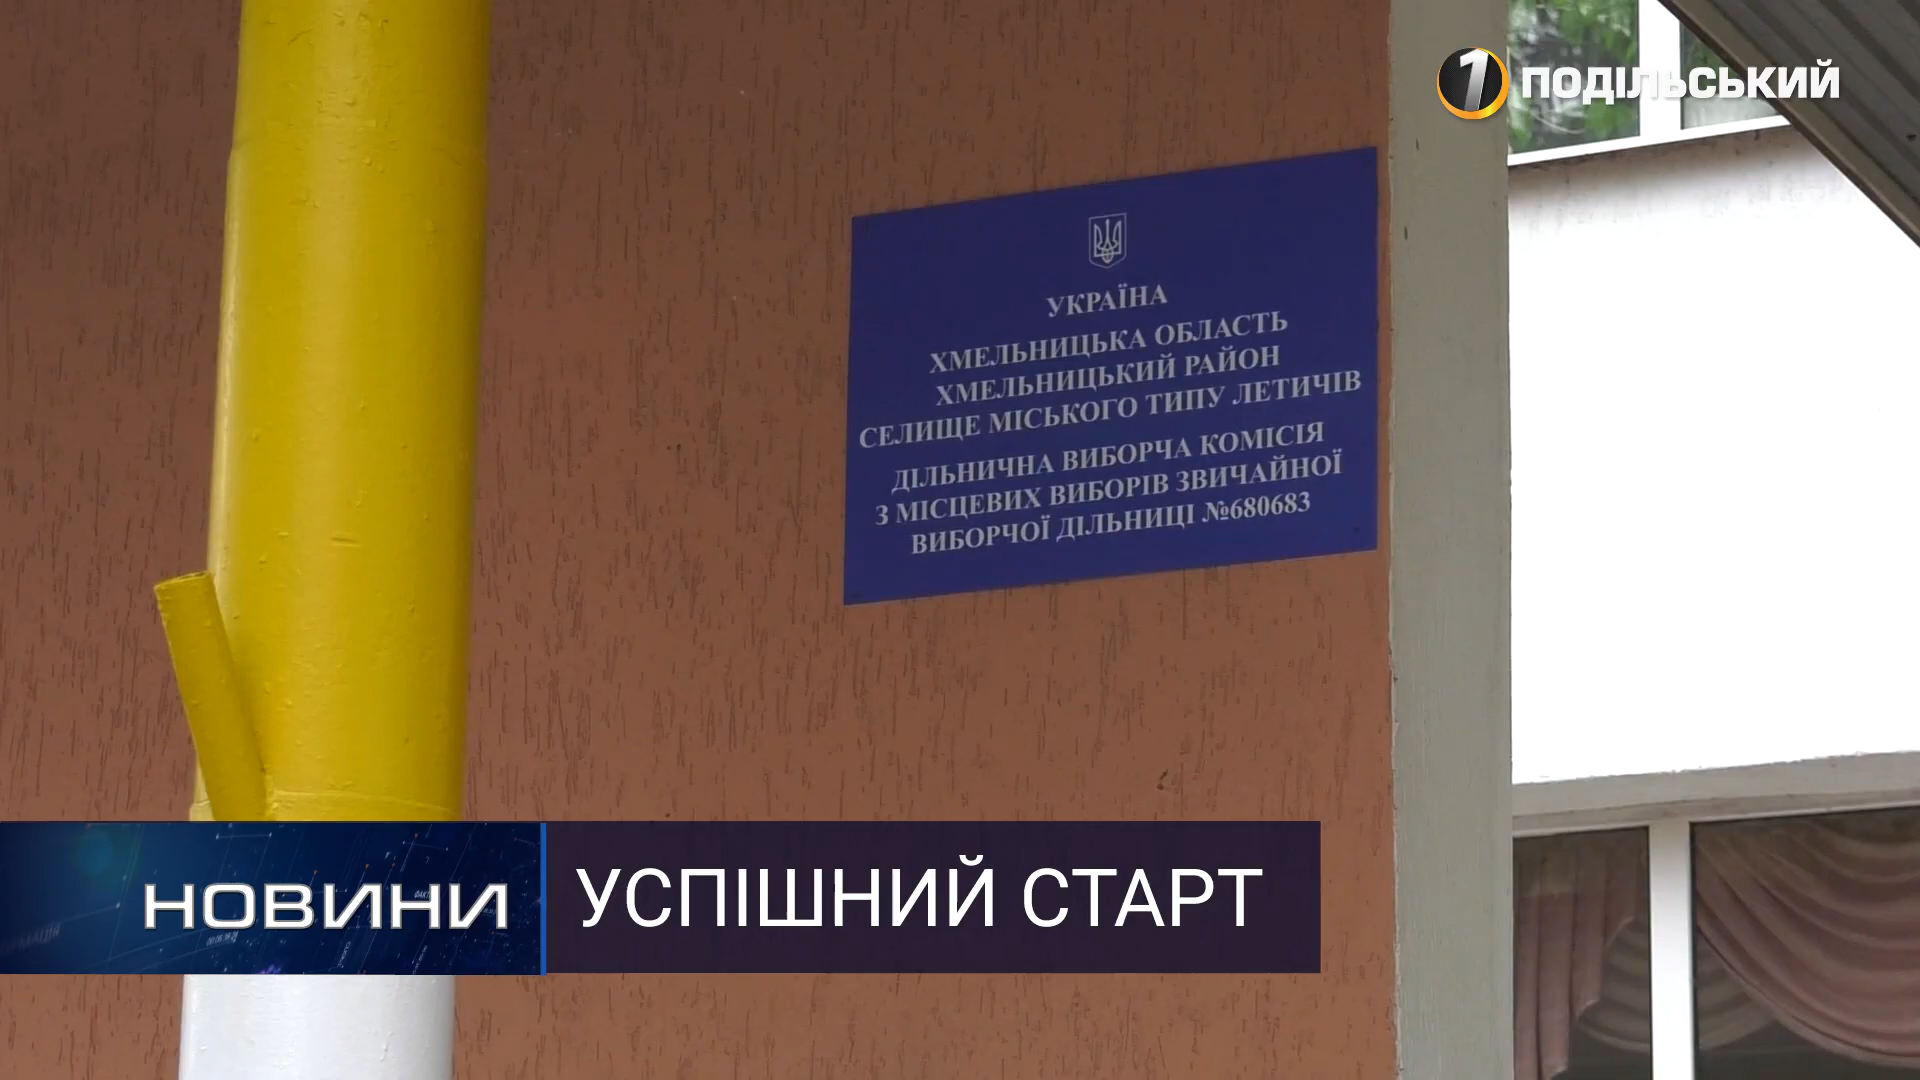 1 ПОДІЛЬСЬКИЙ
УКРАЇНА
ХМЕЛЬНИЦЬКА ОБЛАСТЬ
ХМЕЛЬНИЦЬКИЙ РАЙОН
СЕЛИЩЕ МІСЬКОГО ТИПУ ЛЕТИЧІВ
ДІЛЬНИЧНА ВИБОРЧА КОМІСІЯ
З МІСЦЕВИХ ВИБОРІВ ЗВИЧАЙНОЇ
ВИБОРЧОЇ ДІЛЬНИЦІ №680683
НОВИНИ
УСПІШНИЙ СТАРТ